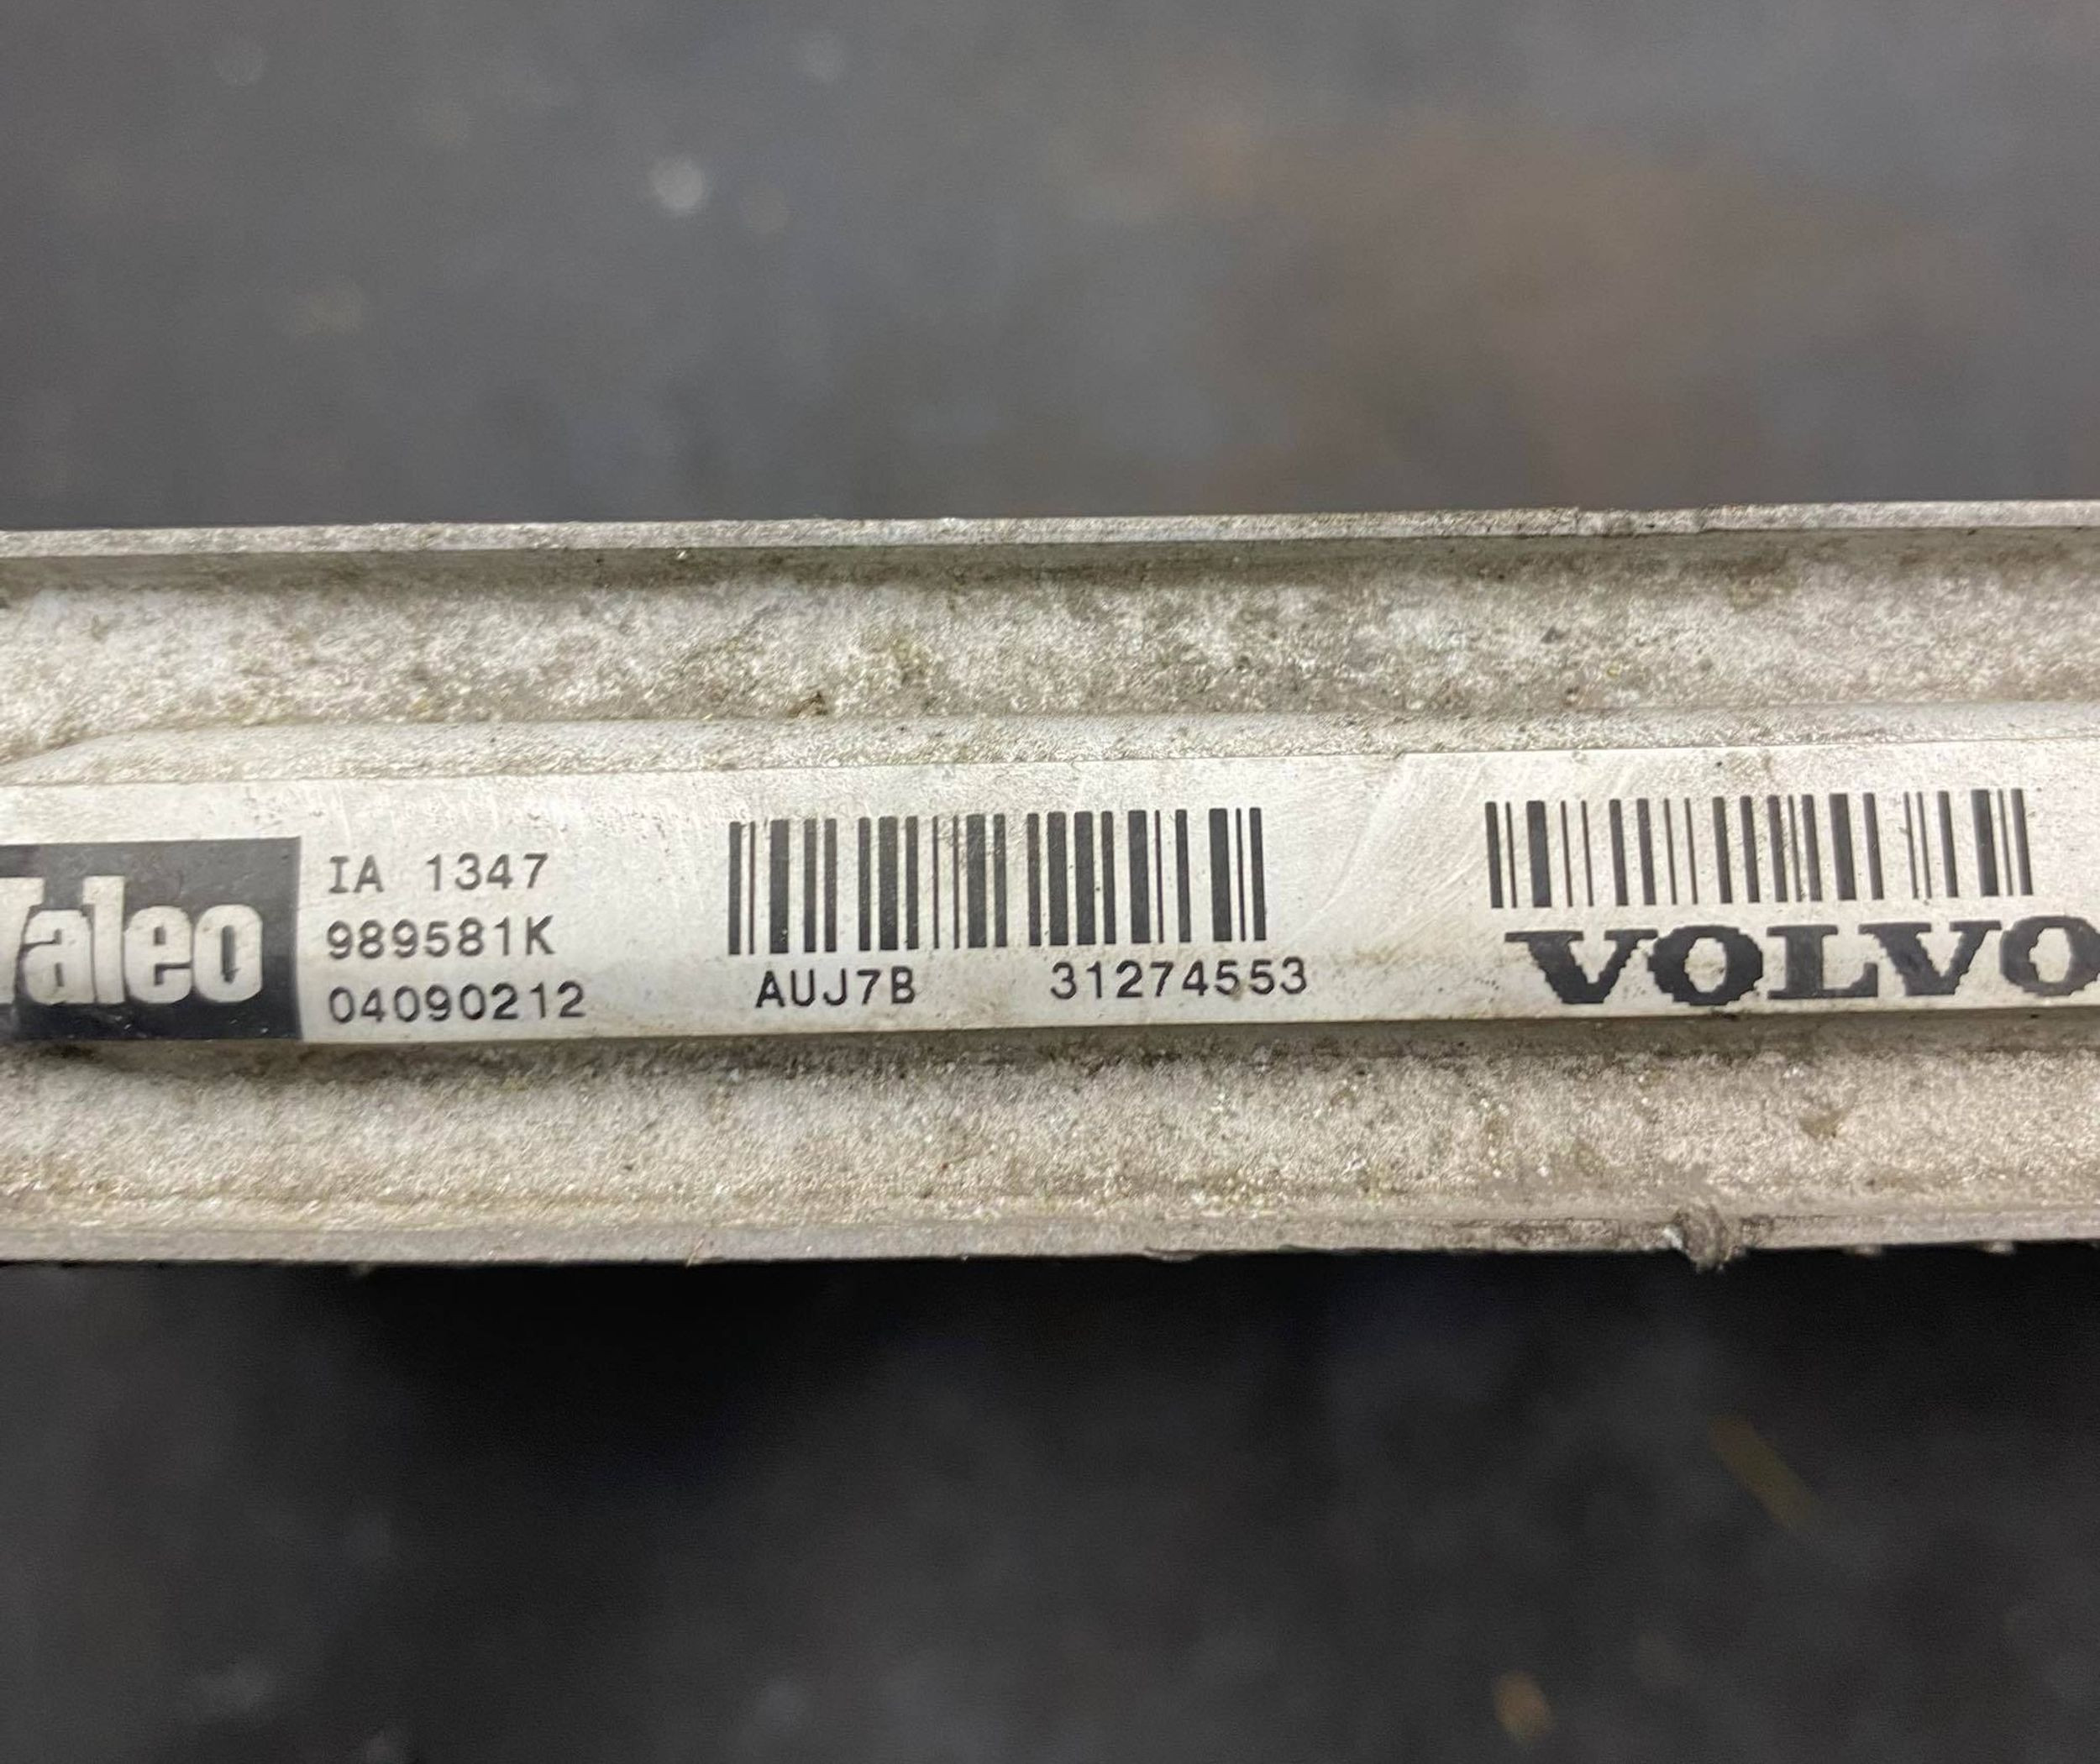 Valeo
IA 1347
989581K
04090212
AUJ7B 31274553
VOLVO